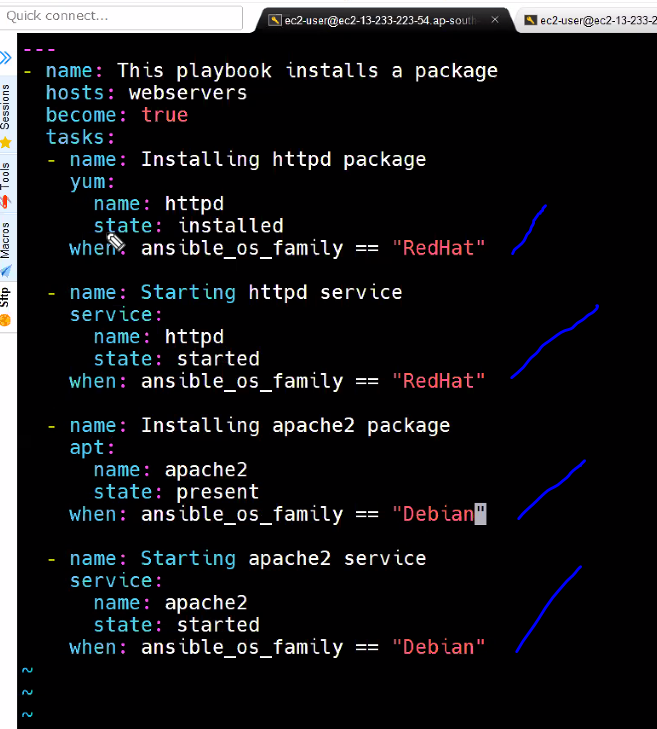 Quick connect...
ec2-user@ec2-13-233-223-54.ap-south
ec2-user@ec2-13-233-2
Sessions
Tools
Macros
Sftp
---
- name: This playbook installs a package
  hosts: webservers
  become: true
  tasks:
  - name: Installing httpd package
    yum:
      name: httpd
      state: installed
    when: ansible_os_family == "RedHat"

  - name: Starting httpd service
    service:
      name: httpd
      state: started
    when: ansible_os_family == "RedHat"

  - name: Installing apache2 package
    apt:
      name: apache2
      state: present
    when: ansible_os_family == "Debian"

  - name: Starting apache2 service
    service:
      name: apache2
      state: started
    when: ansible_os_family == "Debian"
~
~
~